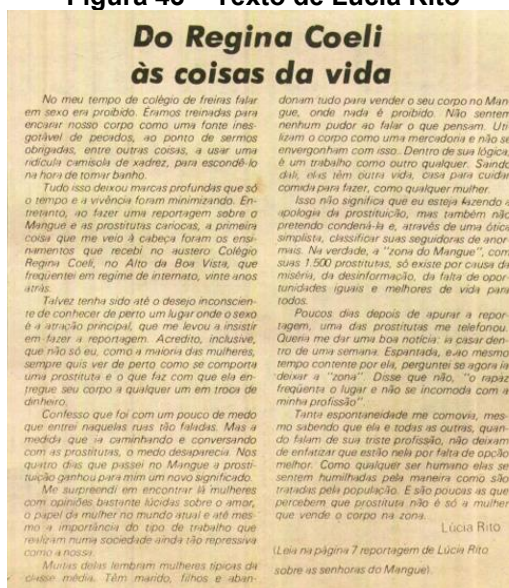 Figura 46 – Texto de Lúcia Rito
Do Regina Coeli
às coisas da vida
No meu tempo de colégio de freiras falar
em sexo era proibido. Éramos treinadas para
encarar nosso corpo como uma fonte ines-
gotável de pecados, ao ponto de sermos
obrigadas, entre outras coisas, a usar uma
ridícula camisola de xadrez, para escondê-lo
na hora de tomar banho.
Tudo isso deixou marcas profundas que só
o tempo e a vivência foram minimizando. En-
tretanto, ao fazer uma reportagem sobre o
Mangue e as prostitutas cariocas, a primeira
coisa que me veio à cabeça foram os ensi-
namentos que recebi no austero Colégio
Regina Coeli, no Alto da Boa Vista, que
freqüentei em regime de internato, vinte anos
atrás.
Talvez tenha sido até o desejo inconscien-
te de conhecer de perto um lugar onde o sexo
é a atração principal, que me levou a insistir
em fazer a reportagem. Acredito, inclusive,
que não só eu, como a maioria das mulheres,
sempre quis ver de perto como se comporta
uma prostituta e o que faz com que ela en-
tregue seu corpo a qualquer um em troca de
dinheiro.
Confesso que foi com um pouco de medo
que entrei naquelas ruas tão faladas. Mas a
medida que ia caminhando e conversando
com as prostitutas, o medo desaparecia. Nos
quatro dias que passei no Mangue a prosti-
tuição ganhou para mim um novo significado.
Me surpreendi em encontrar lá mulheres
com opiniões bastante lúcidas sobre o amor,
o papel da mulher no mundo atual e até mes-
mo a importância do tipo de trabalho que
realizam numa sociedade ainda tão repressiva
como a nossa.
Muitas delas lembram mulheres típicas da
classe média. Têm marido, filhos e aban-
donam tudo para vender o seu corpo no Man-
gue, onde nada é proibido. Não sentem
nenhum pudor ao falar o que pensam. Uti-
lizam o corpo como uma mercadoria e não se
envergonham com isso. Dentro de sua lógica,
é um trabalho como outro qualquer. Saindo
dali, elas têm outra vida, casa para cuidar
comida para fazer, como qualquer mulher.
Isso não significa que eu esteja fazendo a
apologia da prostituição, mas também não
pretendo condená-la e, através de uma ótica
simplista, classificar suas seguidoras de anor-
mais. Na verdade, a "zona do Mangue", com
suas 1.500 prostitutas, só existe por causa da
miséria, da desinformação, da falta de opor-
tunidades iguais e melhores de vida para
todos.
Poucos dias depois de apurar a repor-
tagem, uma das prostitutas me telefonou.
Queria me dar uma boa notícia: ia casar den-
tro de uma semana. Espantada, e ao mesmo
tempo contente por ela, perguntei se agora ia
deixar a "zona". Disse que não, "o rapaz
freqüenta o lugar e não se incomoda com a
minha profissão".
Tanta espontaneidade me comovia, mes-
mo sabendo que ela e todas as outras, quan-
do falam de sua triste profissão, não deixam
de enfatizar que estão nela por falta de opção
melhor. Como qualquer ser humano elas se
sentem humilhadas pela maneira como são
tratadas pela população. E são poucas as que
percebem que prostituta não é só a mulher
que vende o corpo na zona.
Lúcia Rito
(Leia na página 7 reportagem de Lúcia Rito
sobre as senhoras do Mangue).